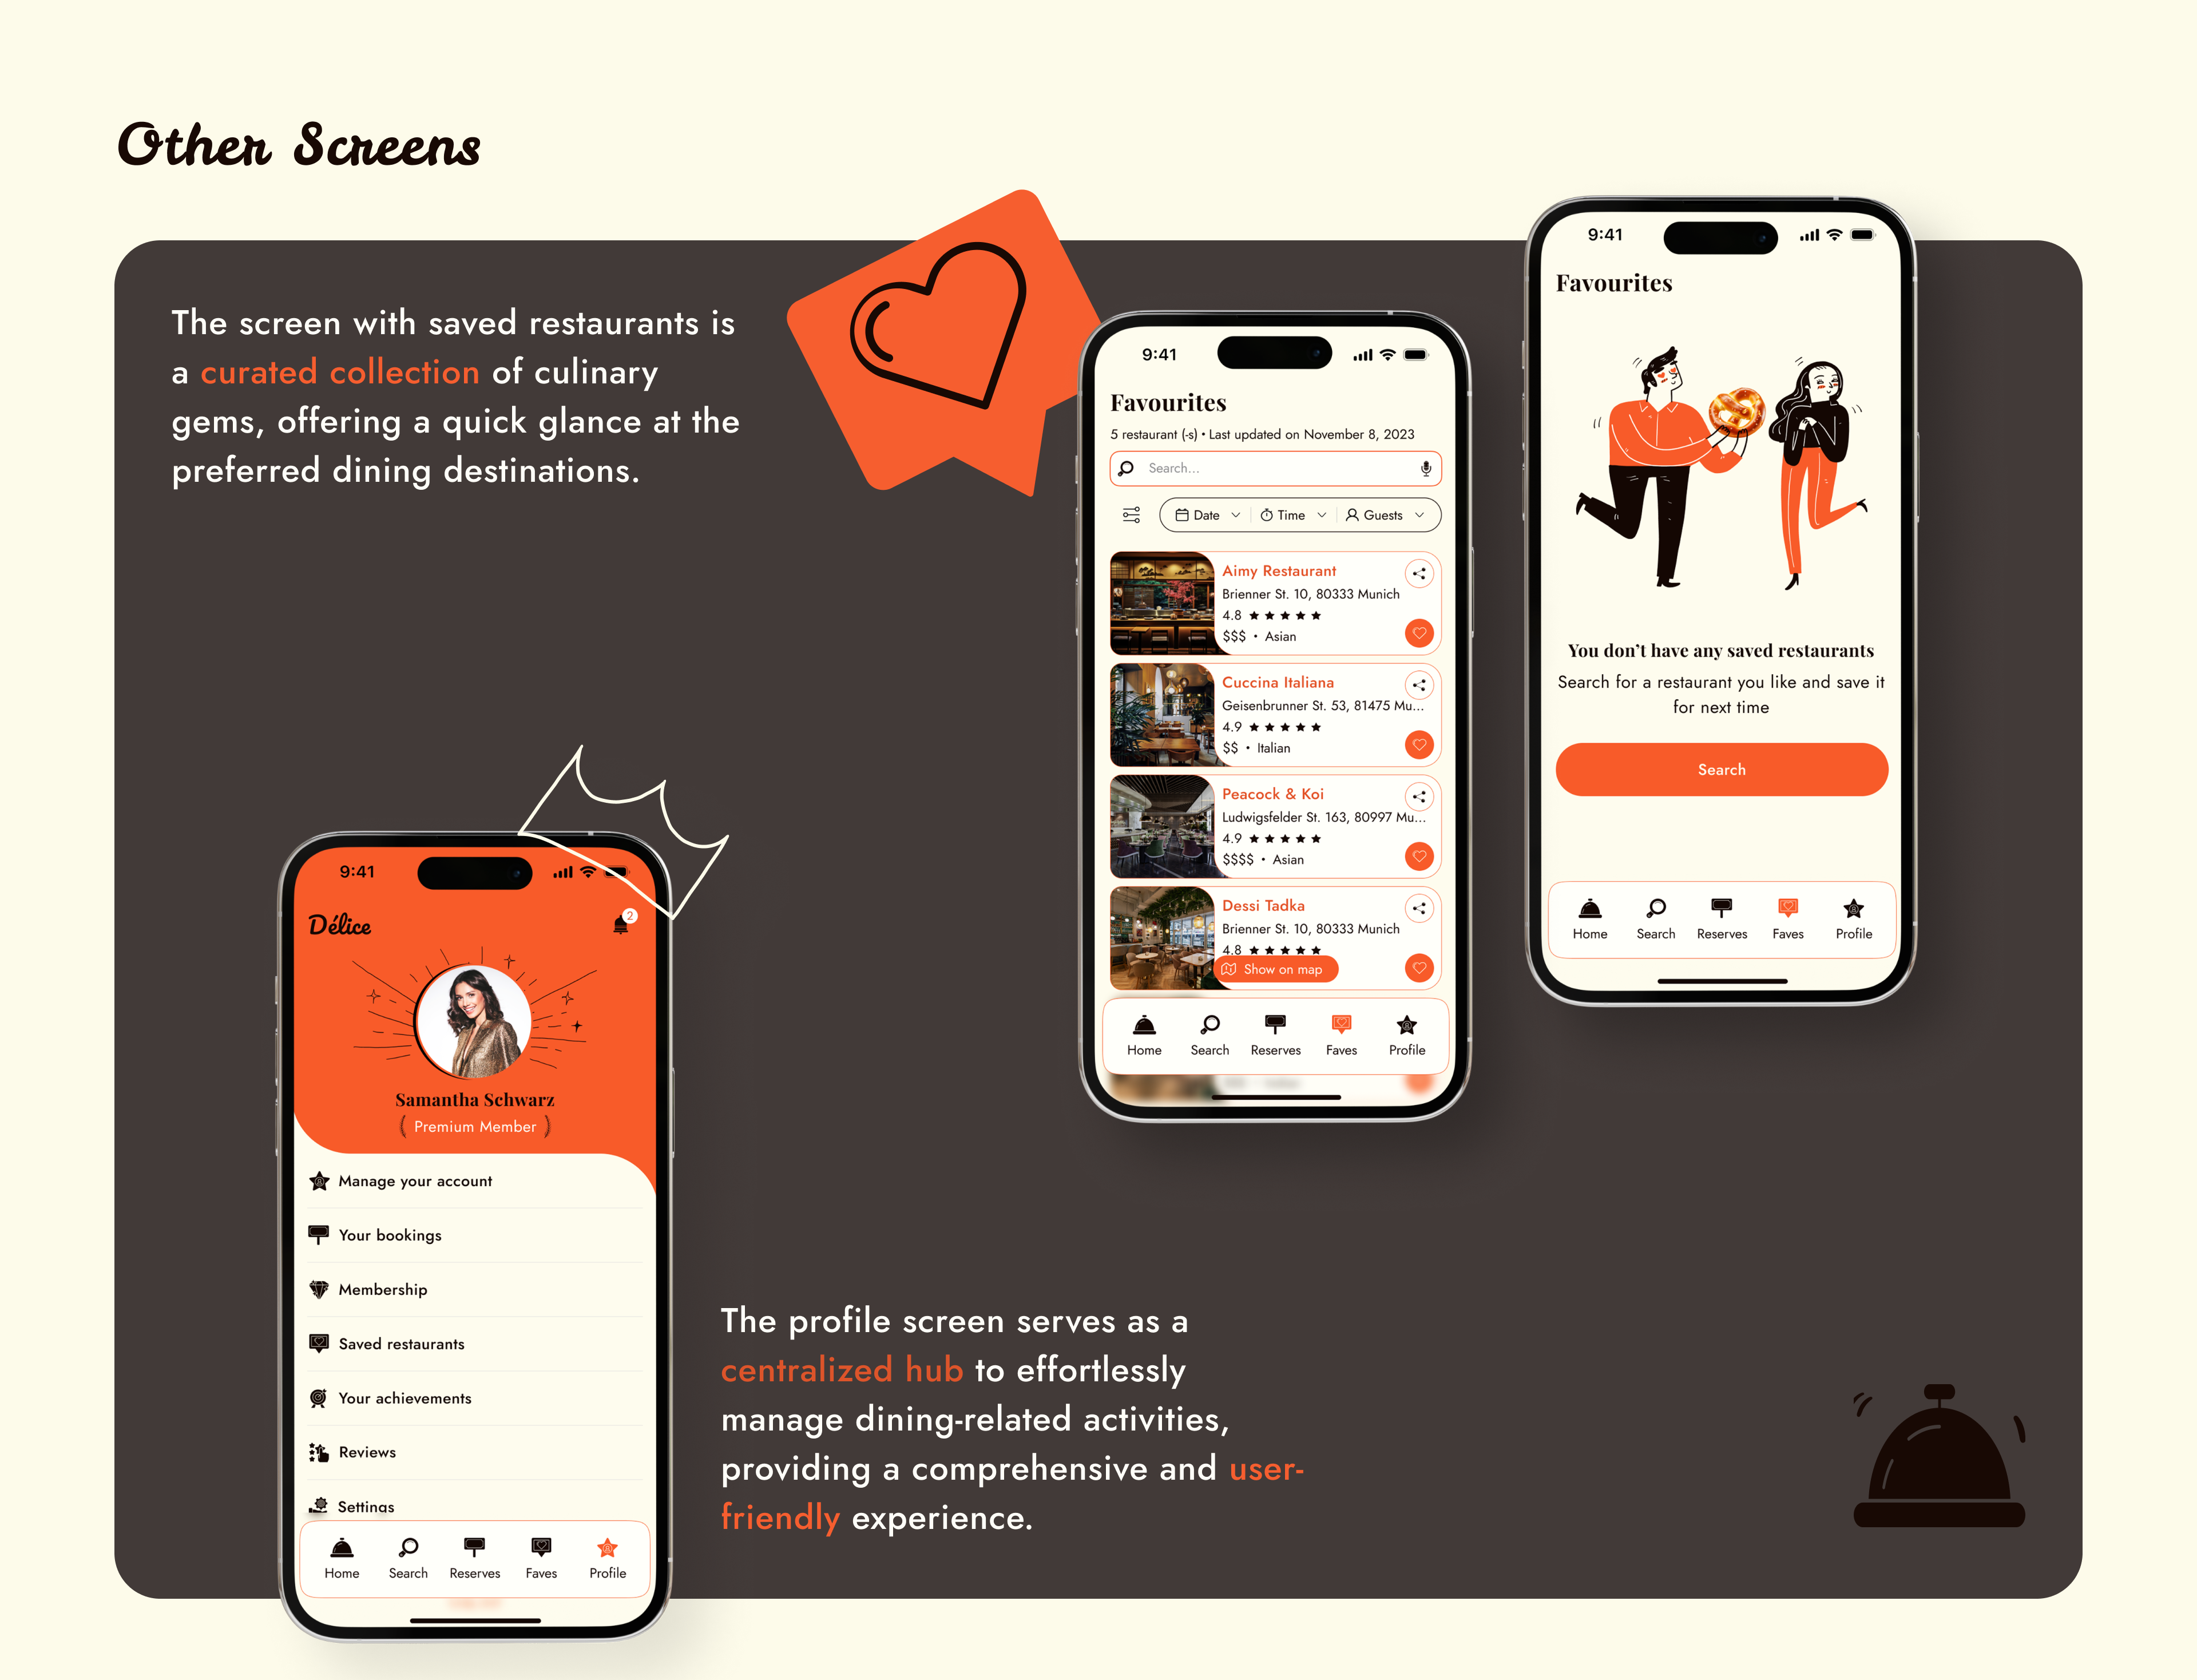 Other Screens
The screen with saved restaurants is
a curated collection of culinary
gems, offering a quick glance at the
preferred dining destinations.
9:41
Favourites
5 restaurant (-s) • Last updated on November 8, 2023
Search...
Date
Time
Guests
Aimy Restaurant
Brienner St. 10, 80333 Munich
4.8
$$$ • Asian
Cuccina Italiana
Geisenbrunner St. 53, 81475 Mu...
4.9
$$ • Italian
Peacock & Koi
Ludwigsfelder St. 163, 80997 Mu...
4.9
$$$$ • Asian
Dessi Tadka
Brienner St. 10, 80333 Munich
4.8
Show on map
Home
Search
Reserves
Faves
Profile
9:41
Favourites
You don't have any saved restaurants
Search for a restaurant you like and save it
for next time
Search
Home
Search
Reserves
Faves
Profile
9:41
Délice
2
Samantha Schwarz
Premium Member
Manage your account
Your bookings
Membership
Saved restaurants
Your achievements
Reviews
Settings
Home
Search
Reserves
Faves
Profile
The profile screen serves as a
centralized hub to effortlessly
manage dining-related activities,
providing a comprehensive and user-
friendly experience.